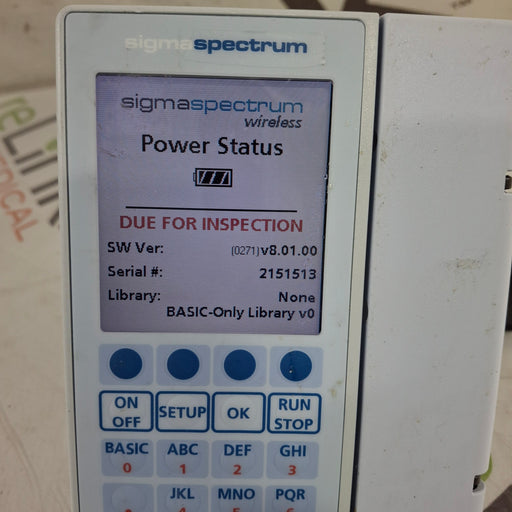 sigmaspectrum
sigmaspectrum
wireless
Power Status
DUE FOR INSPECTION
SW Ver: (0271)v8.01.00
Serial #: 2151513
Library: None
BASIC-Only Library v0
ON OFF
SETUP
OK
RUN STOP
BASIC 0
ABC 1
DEF 2
GHI 3
JKL
MNO
PQR